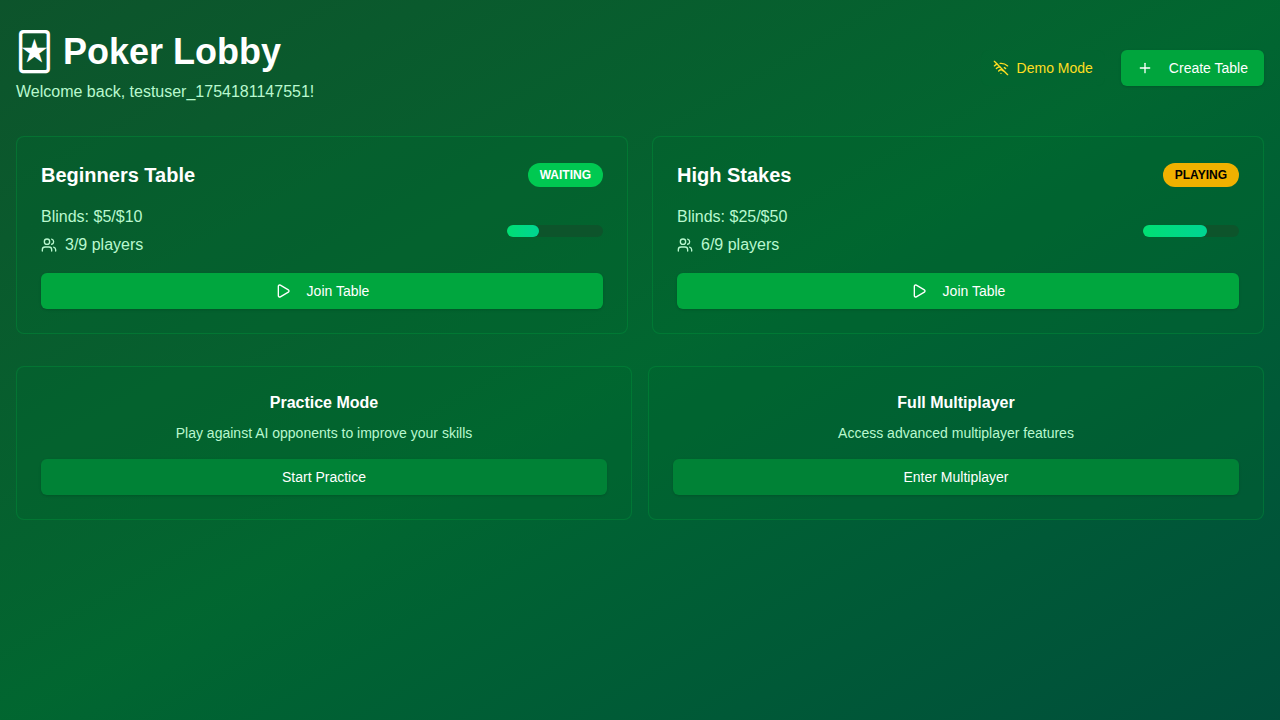 Poker Lobby
Welcome back, testuser_1754181147551!
Demo Mode
Create Table
Beginners Table
WAITING
Blinds: $5/$10
3/9 players
Join Table
High Stakes
PLAYING
Blinds: $25/$50
6/9 players
Join Table
Practice Mode
Play against AI opponents to improve your skills
Start Practice
Full Multiplayer
Access advanced multiplayer features
Enter Multiplayer